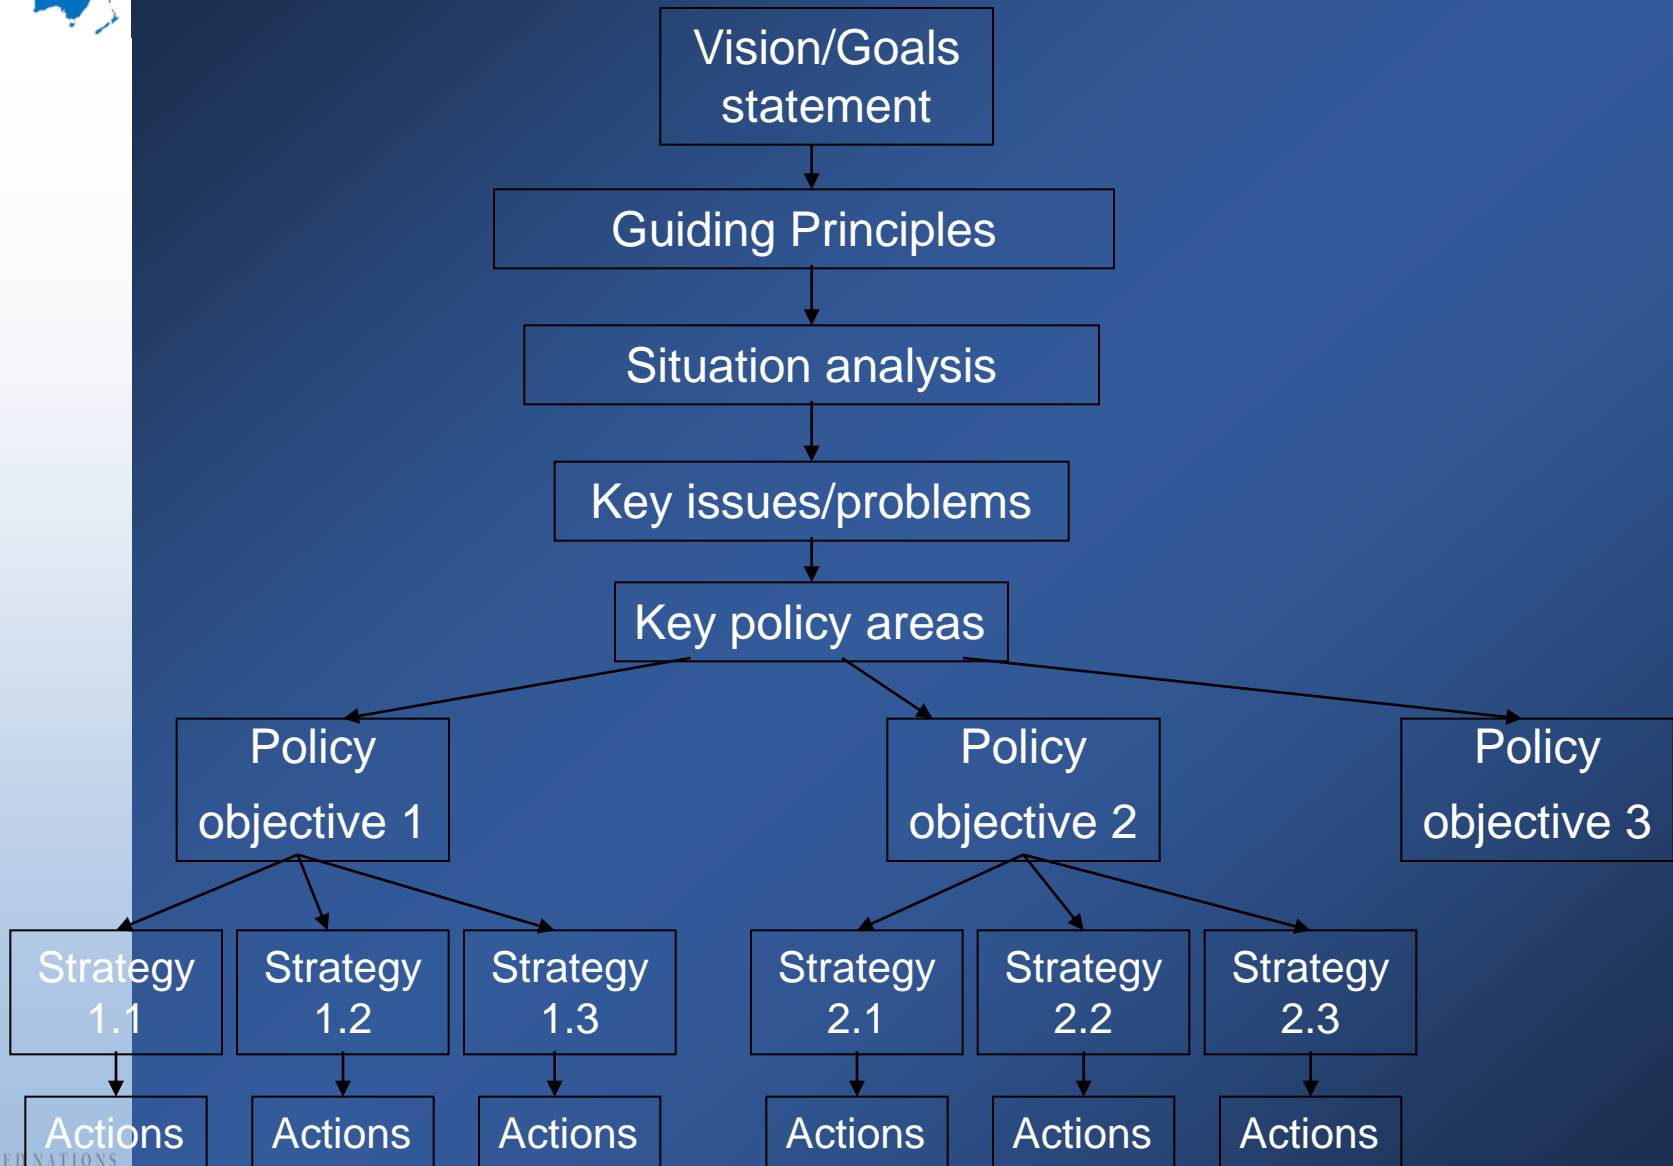 Vision/Goals
statement
Guiding Principles
Situation analysis
Key issues/problems
Key policy areas
Policy
objective 1
Policy
objective 2
Policy
objective 3
Strategy
1.1
Strategy
1.2
Strategy
1.3
Strategy
2.1
Strategy
2.2
Strategy
2.3
Actions
Actions
Actions
Actions
Actions
Actions
ED NATIONS